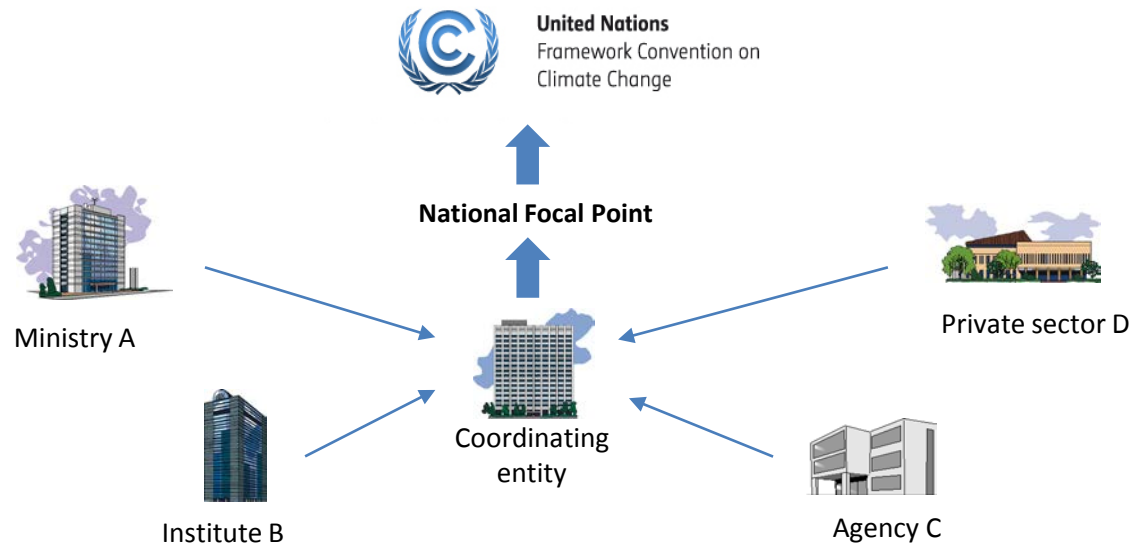 United Nations
Framework Convention on
Climate Change
National Focal Point
Ministry A
Private sector D
Coordinating
entity
Institute B
Agency C